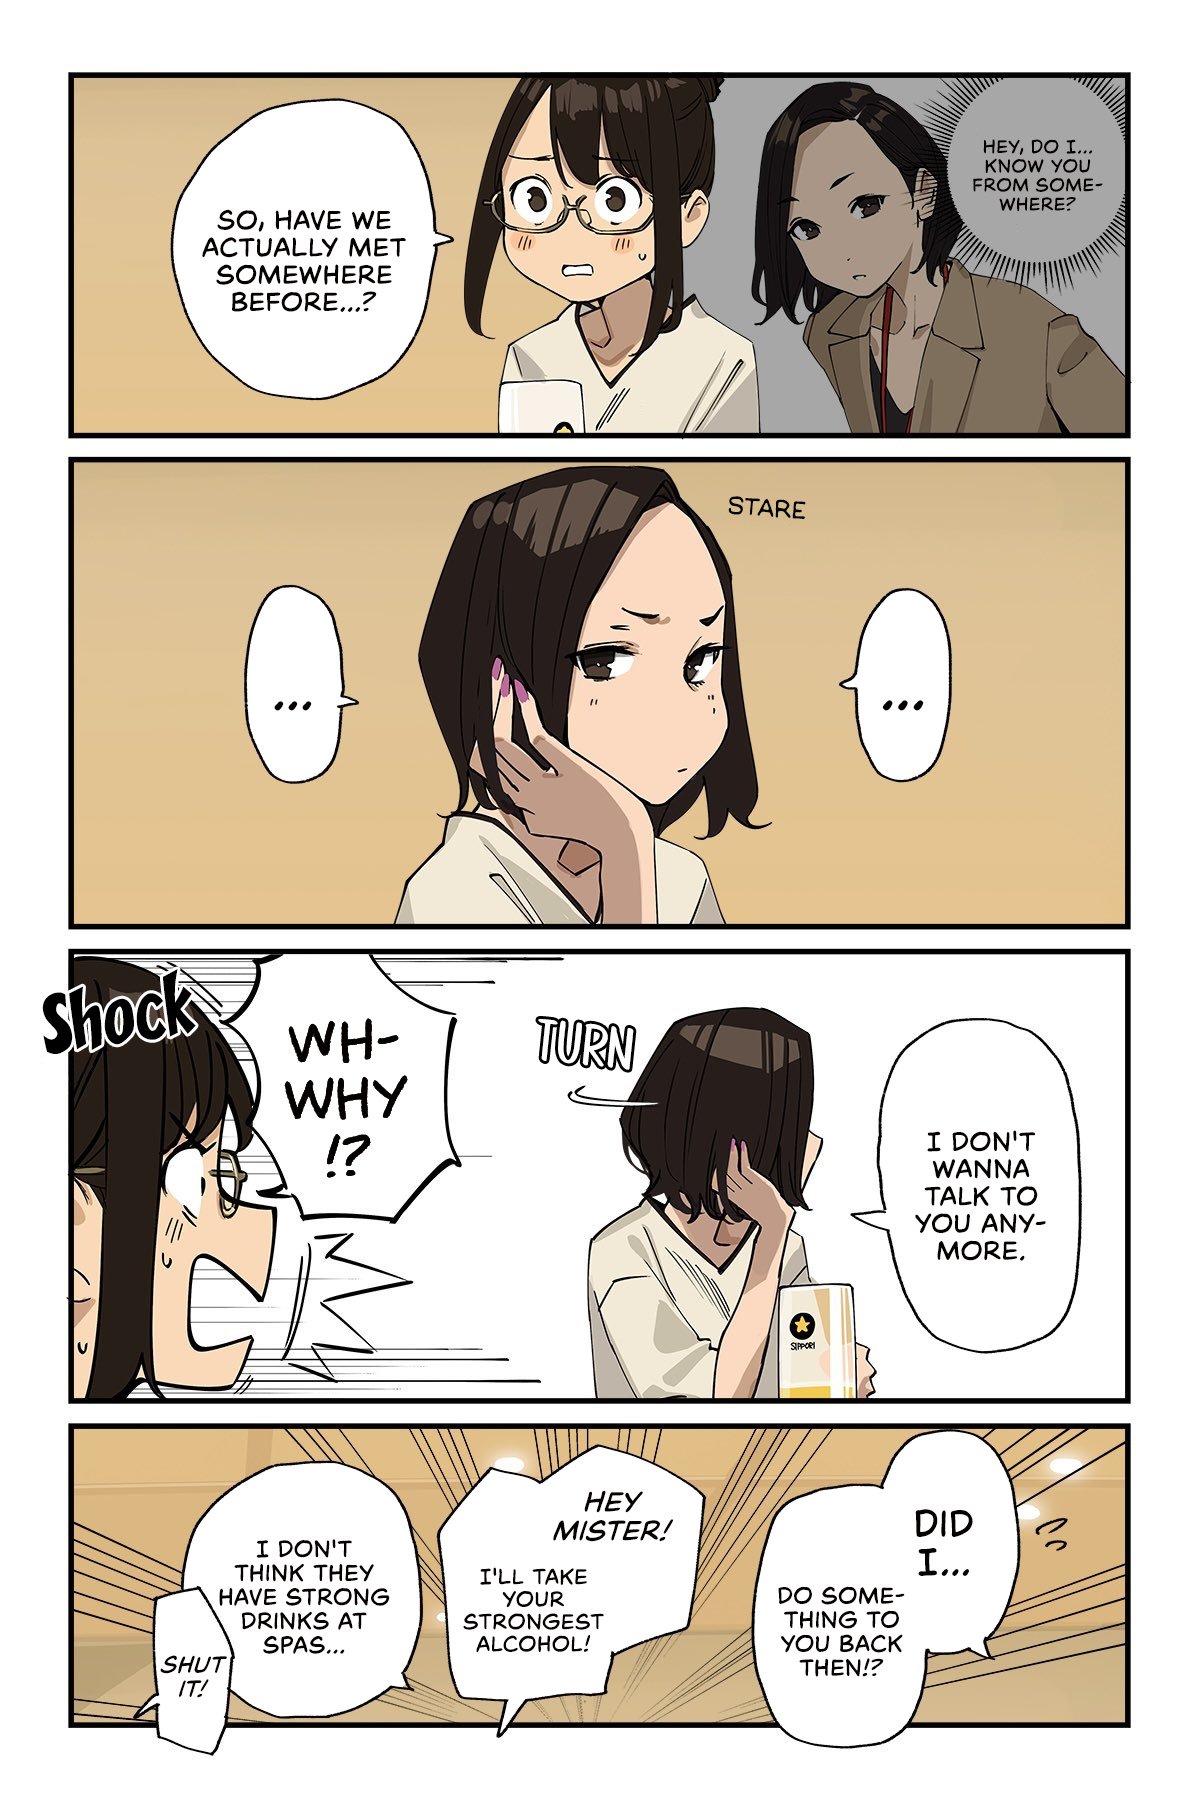 HEY, DO I...
KNOW YOU
FROM SOME-
WHERE?
SO, HAVE WE
ACTUALLY MET
SOMEWHERE
BEFORE...?
STARE
...
...
I DON'T
WANNA
TALK TO
YOU ANY-
MORE.
TURN
WH-
WHY
!?
Shock
SIPPORI
DID
I...
DO SOME-
THING TO
YOU BACK
THEN!?
HEY
MISTER!
I'LL TAKE
YOUR
STRONGEST
ALCOHOL!
I DON'T
THINK THEY
HAVE STRONG
DRINKS AT
SPAS...
SHUT
IT!